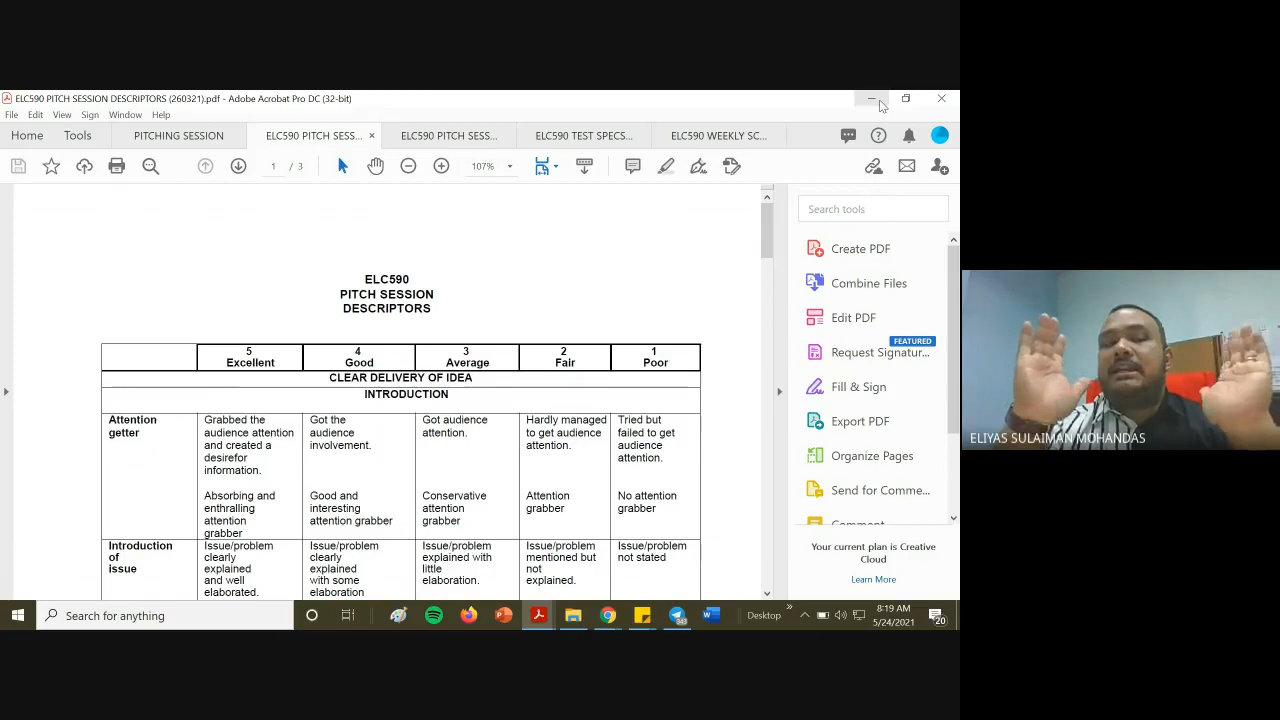 ELC590 PITCH SESSION DESCRIPTORS (260321).pdf - Adobe Acrobat Pro DC (32-bit)
File Edit View Sign Window Help
Home Tools PITCHING SESSION ELC590 PITCH SESS... × ELC590 PITCH SESS... ELC590 TEST SPECS... ELC590 WEEKLY SC...
1 / 3 107%
Search tools
Create PDF
Combine Files
Edit PDF
FEATURED
Request Signatur...
Fill & Sign
Export PDF
Organize Pages
Send for Comme...
Comment
Your current plan is Creative
Cloud
Learn More
ELC590
PITCH SESSION
DESCRIPTORS
5 4 3 2 1
Excellent Good Average Fair Poor
CLEAR DELIVERY OF IDEA
INTRODUCTION
Attention
getter
Grabbed the
audience attention
and created a
desirefor
information.
Absorbing and
enthralling
attention
grabber
Got the
audience
involvement.
Good and
interesting
attention grabber
Got audience
attention.
Conservative
attention
grabber
Hardly managed
to get audience
attention.
Attention
grabber
Tried but
failed to get
audience
attention.
No attention
grabber
Introduction
of
issue
Issue/problem
clearly
explained
and well
elaborated.
Issue/problem
clearly
explained
with some
elaboration
Issue/problem
explained with
little
elaboration.
Issue/problem
mentioned but
not
explained.
Issue/problem
not stated
ELIYAS SULAIMAN MOHANDAS
Search for anything
343
Desktop
8:19 AM
5/24/2021
20